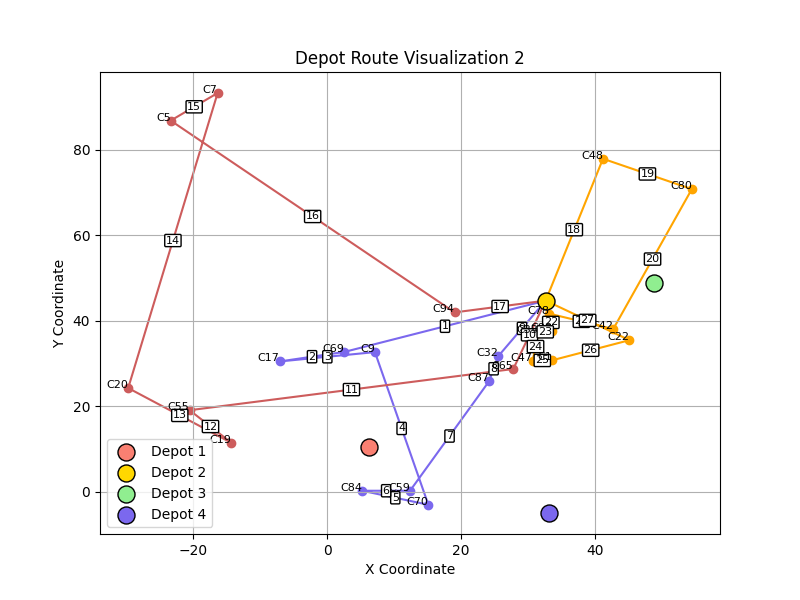 Depot Route Visualization 2
Y Coordinate
80
60
40
20
0
−20
0
20
40
X Coordinate
C7
C5
15
C48
19
C80
16
18
14
20
C94
17
C78
1
22
27
C42
23
C22
C69
C9
C17
2
3
10
24
C32
C47
25
26
8
C65
C87
C20
11
C55
13
12
C19
4
7
C84
6
C59
5
C70
Depot 1
Depot 2
Depot 3
Depot 4